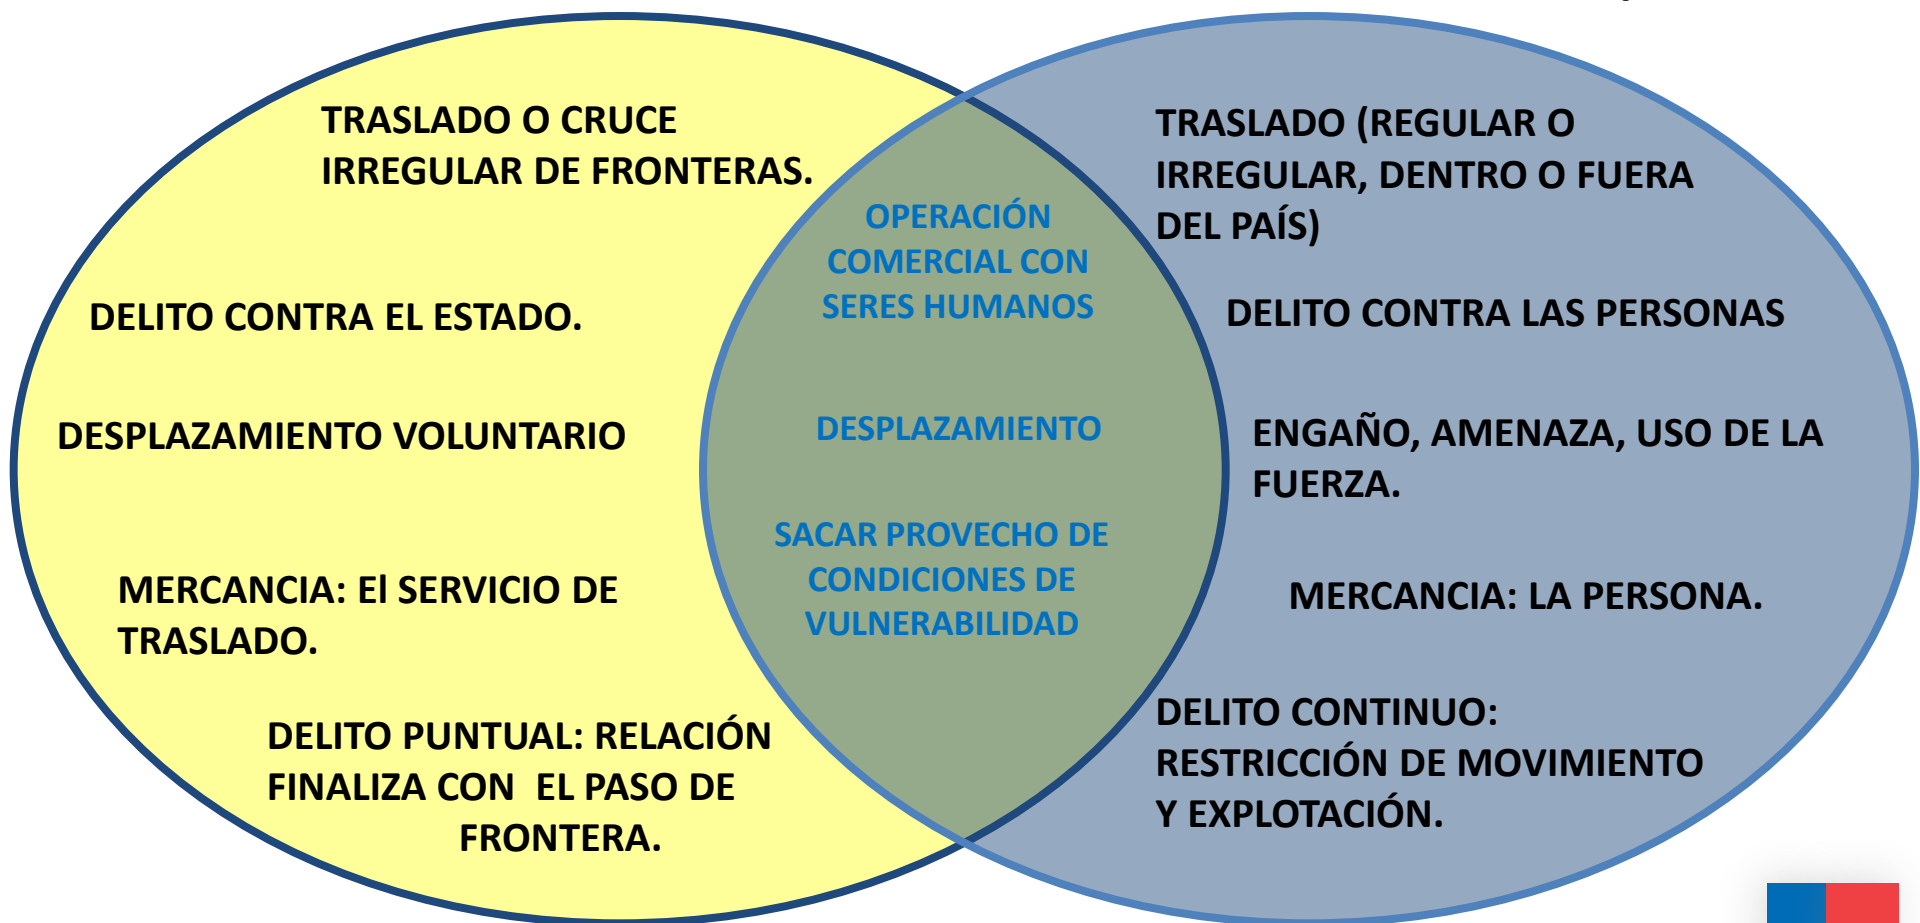 TRASLADO O CRUCE
IRREGULAR DE FRONTERAS.
DELITO CONTRA EL ESTADO.
DESPLAZAMIENTO VOLUNTARIO
MERCANCIA: El SERVICIO DE
TRASLADO.
DELITO PUNTUAL: RELACIÓN
FINALIZA CON EL PASO DE
FRONTERA.
OPERACIÓN
COMERCIAL CON
SERES HUMANOS
DESPLAZAMIENTO
SACAR PROVECHO DE
CONDICIONES DE
VULNERABILIDAD
TRASLADO (REGULAR O
IRREGULAR, DENTRO O FUERA
DEL PAÍS)
DELITO CONTRA LAS PERSONAS
ENGAÑO, AMENAZA, USO DE LA
FUERZA.
MERCANCIA: LA PERSONA.
DELITO CONTINUO:
RESTRICCIÓN DE MOVIMIENTO
Y EXPLOTACIÓN.